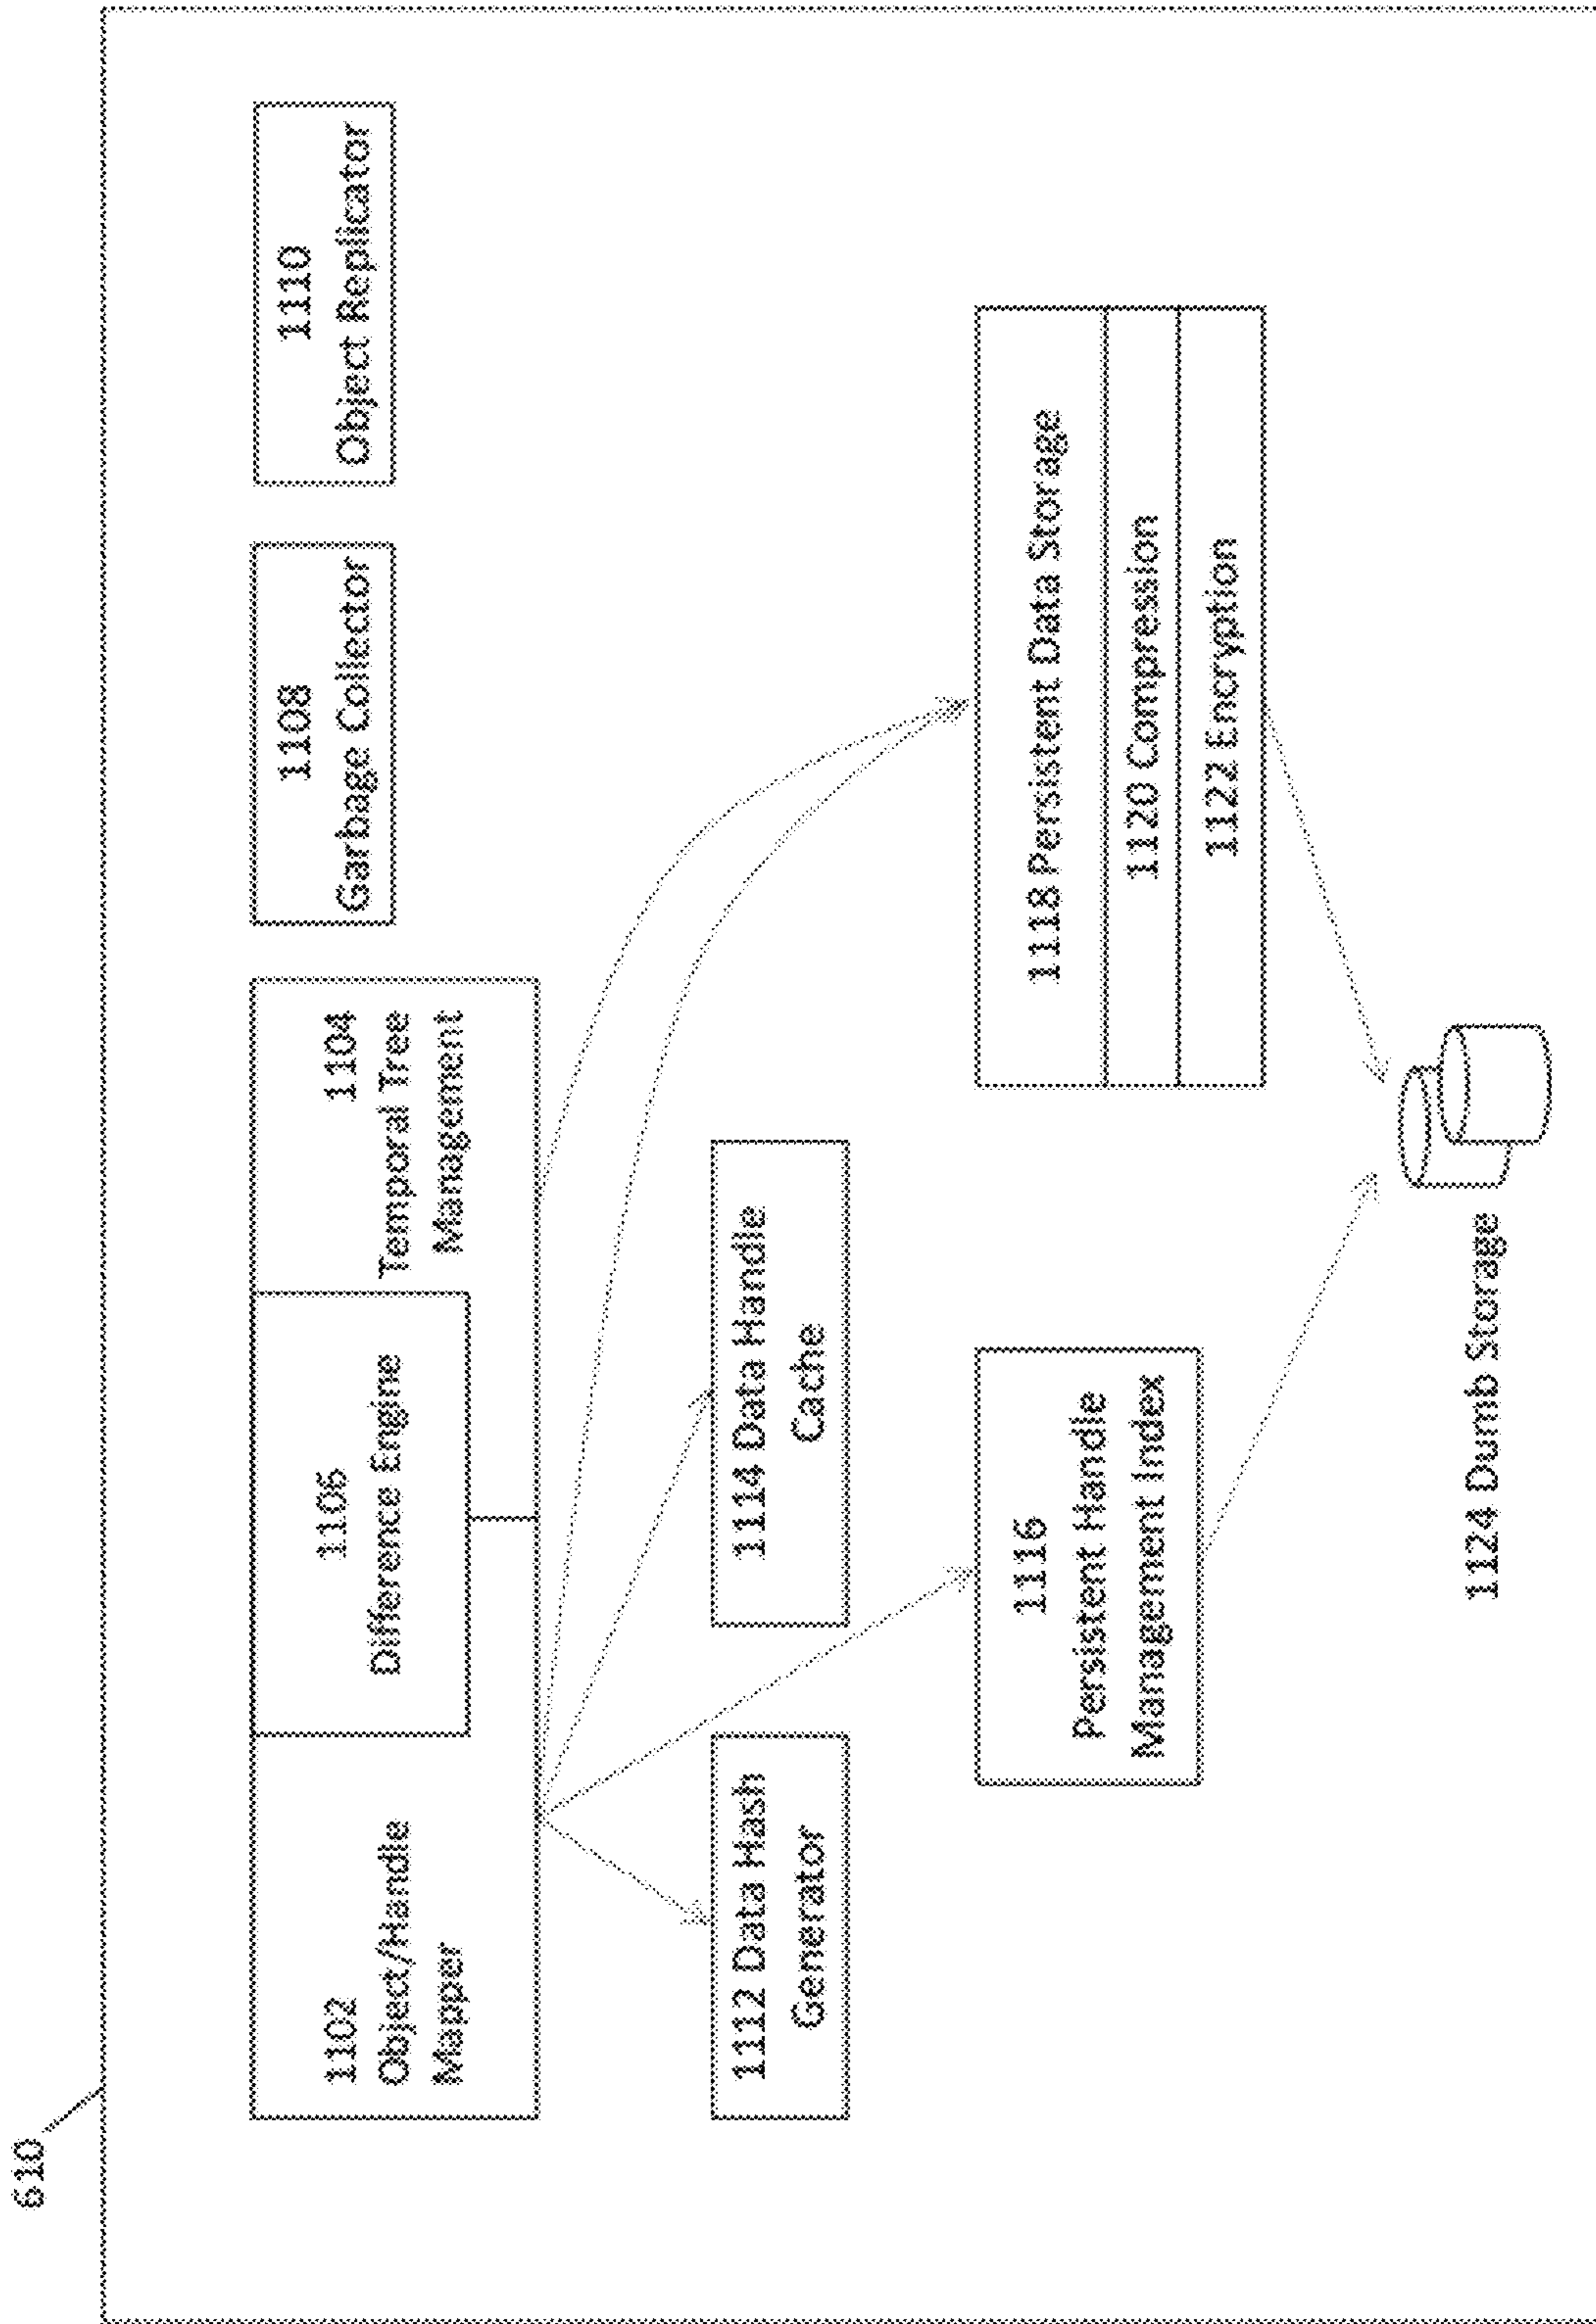 610
1102
Object/Handle
Mapper
1106
Difference Engine
1104
Temporal Tree
Management
1108
Garbage Collector
1110
Object Replicator
1112 Data Hash
Generator
1114 Data Handle
Cache
1116
Persistent Handle
Management Index
1118 Persistent Data Storage
1120 Compression
1122 Encryption
1124 Dumb Storage